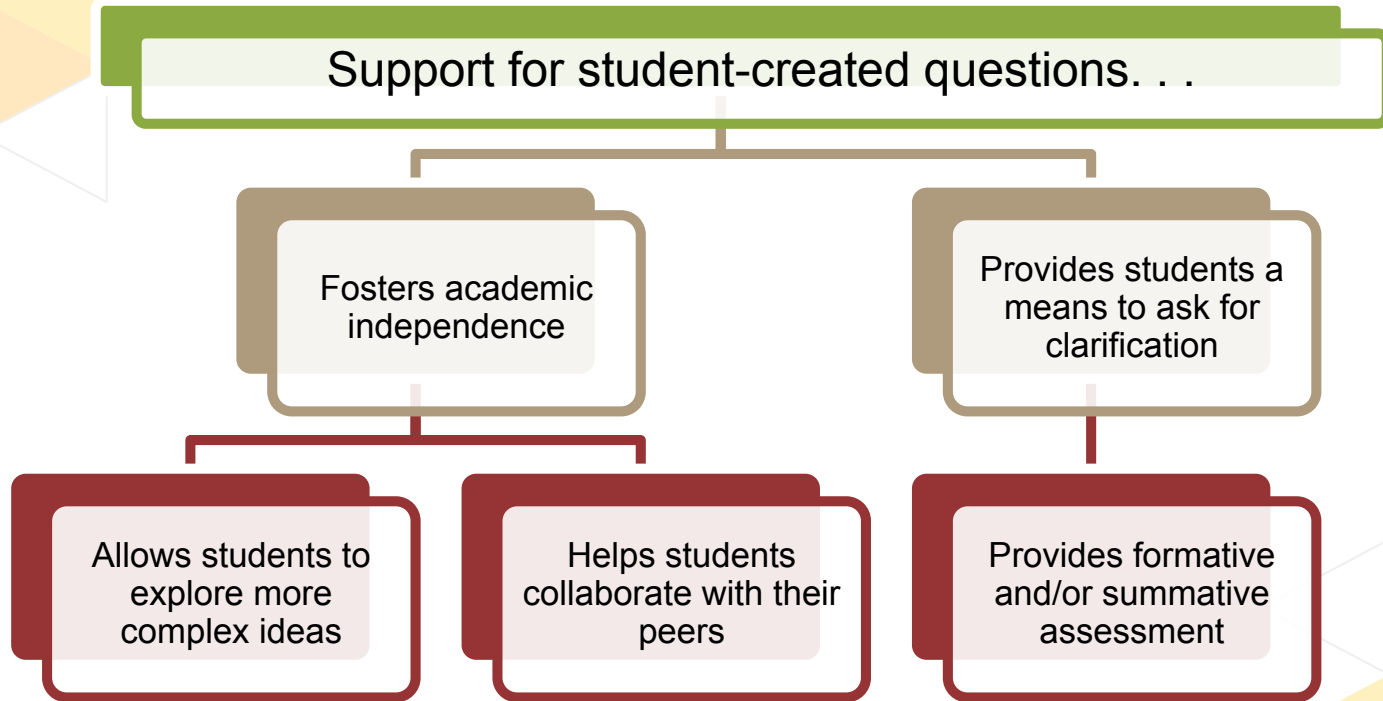 Support for student-created questions. . .
Fosters academic
independence
Provides students a
means to ask for
clarification
Allows students to
explore more
complex ideas
Helps students
collaborate with their
peers
Provides formative
and/or summative
assessment